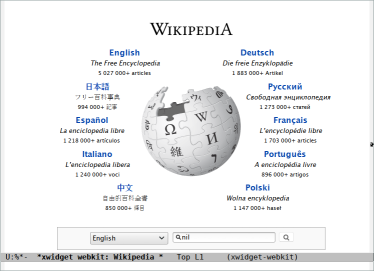 WIKIPEDIA
English
The Free Encyclopedia
5 027 000+ articles
Deutsch
Die freie Enzyklopädie
1 883 000+ Artikel
日本語
フリー百科事典
994 000+ 記事
Русский
Свободная энциклопедия
1 273 000+ статей
Español
La enciclopedia libre
1 218 000+ artículos
Français
L'encyclopédie libre
1 703 000+ articles
Italiano
L'enciclopedia libera
1 240 000+ voci
Português
A enciclopédia livre
896 000+ artigos
中文
自由的百科全書
850 000+ 條目
Polski
Wolna encyklopedia
1 147 000+ haseł
Ω W И 維
English nil
U:%*- *xwidget webkit: Wikipedia * Top L1 (xwidget-webkit)